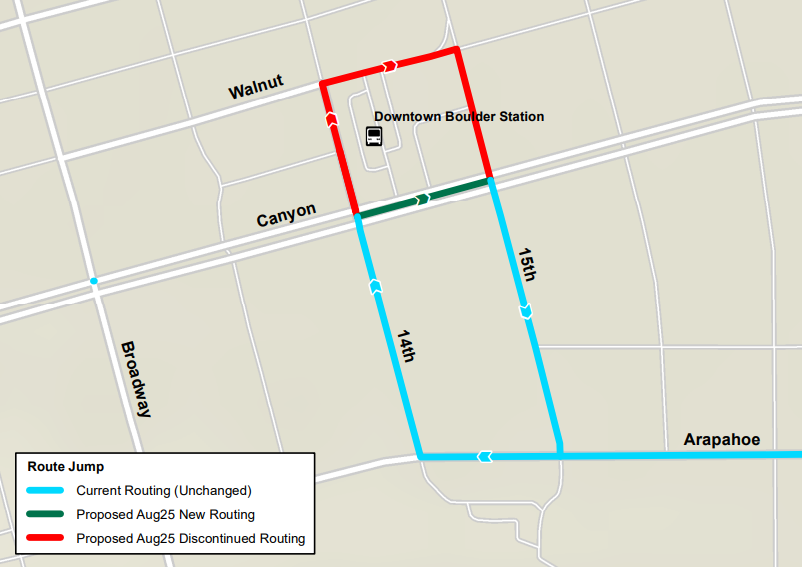 Walnut
Downtown Boulder Station
Canyon
15th
14th
Broadway
Arapahoe
Route Jump
Current Routing (Unchanged)
Proposed Aug25 New Routing
Proposed Aug25 Discontinued Routing